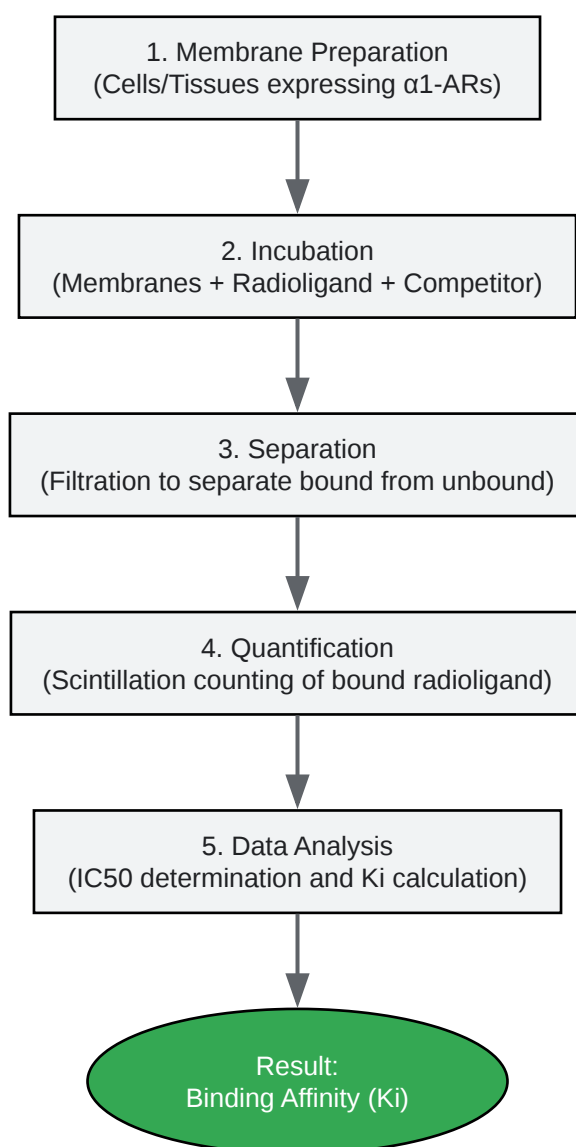 1. Membrane Preparation
(Cells/Tissues expressing α1-ARs)
2. Incubation
(Membranes + Radioligand + Competitor)
3. Separation
(Filtration to separate bound from unbound)
4. Quantification
(Scintillation counting of bound radioligand)
5. Data Analysis
(IC50 determination and Ki calculation)
Result:
Binding Affinity (Ki)